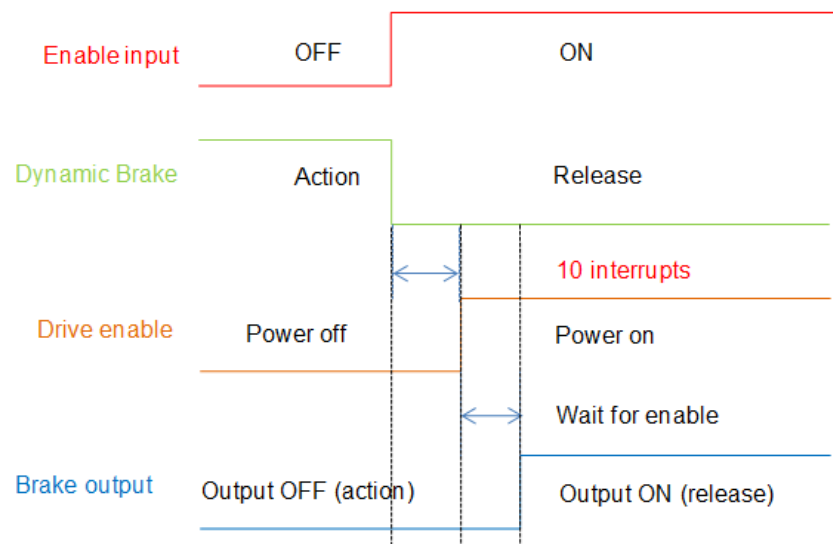 Enable input OFF ON
Dynamic Brake Action Release
10 interrupts
Drive enable Power off Power on
Wait for enable
Brake output Output OFF (action) Output ON (release)